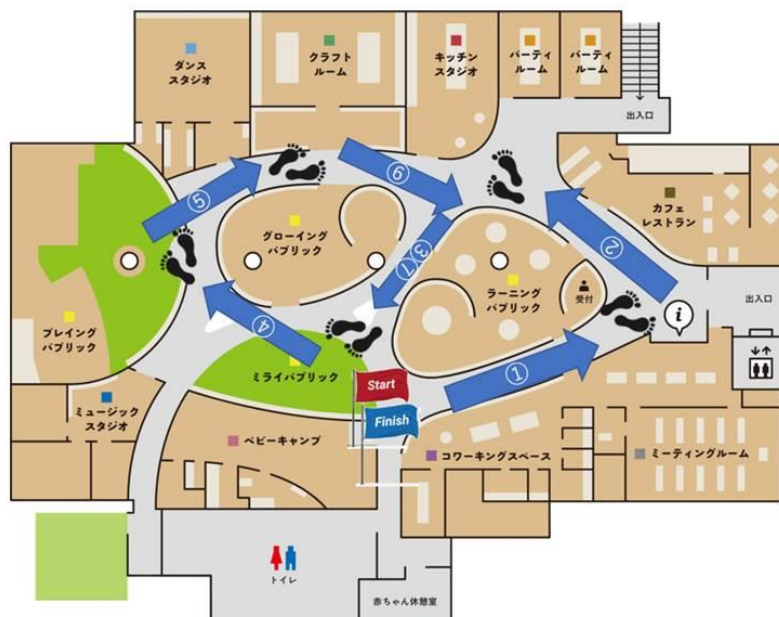 ダンス
スタジオ
クラフト
ルーム
キッチン
スタジオ
パーティ
ルーム
パーティ
ルーム
出入口
カフェ
レストラン
⑤
⑥
②
③⑦
グローイング
パブリック
ラーニング
パブリック
受付
i
出入口
プレイング
パブリック
④
ミライパブリック
①
Start
Finish
ミュージック
スタジオ
ベビーキャンプ
コワーキングスペース
ミーティングルーム
トイレ
赤ちゃん休憩室